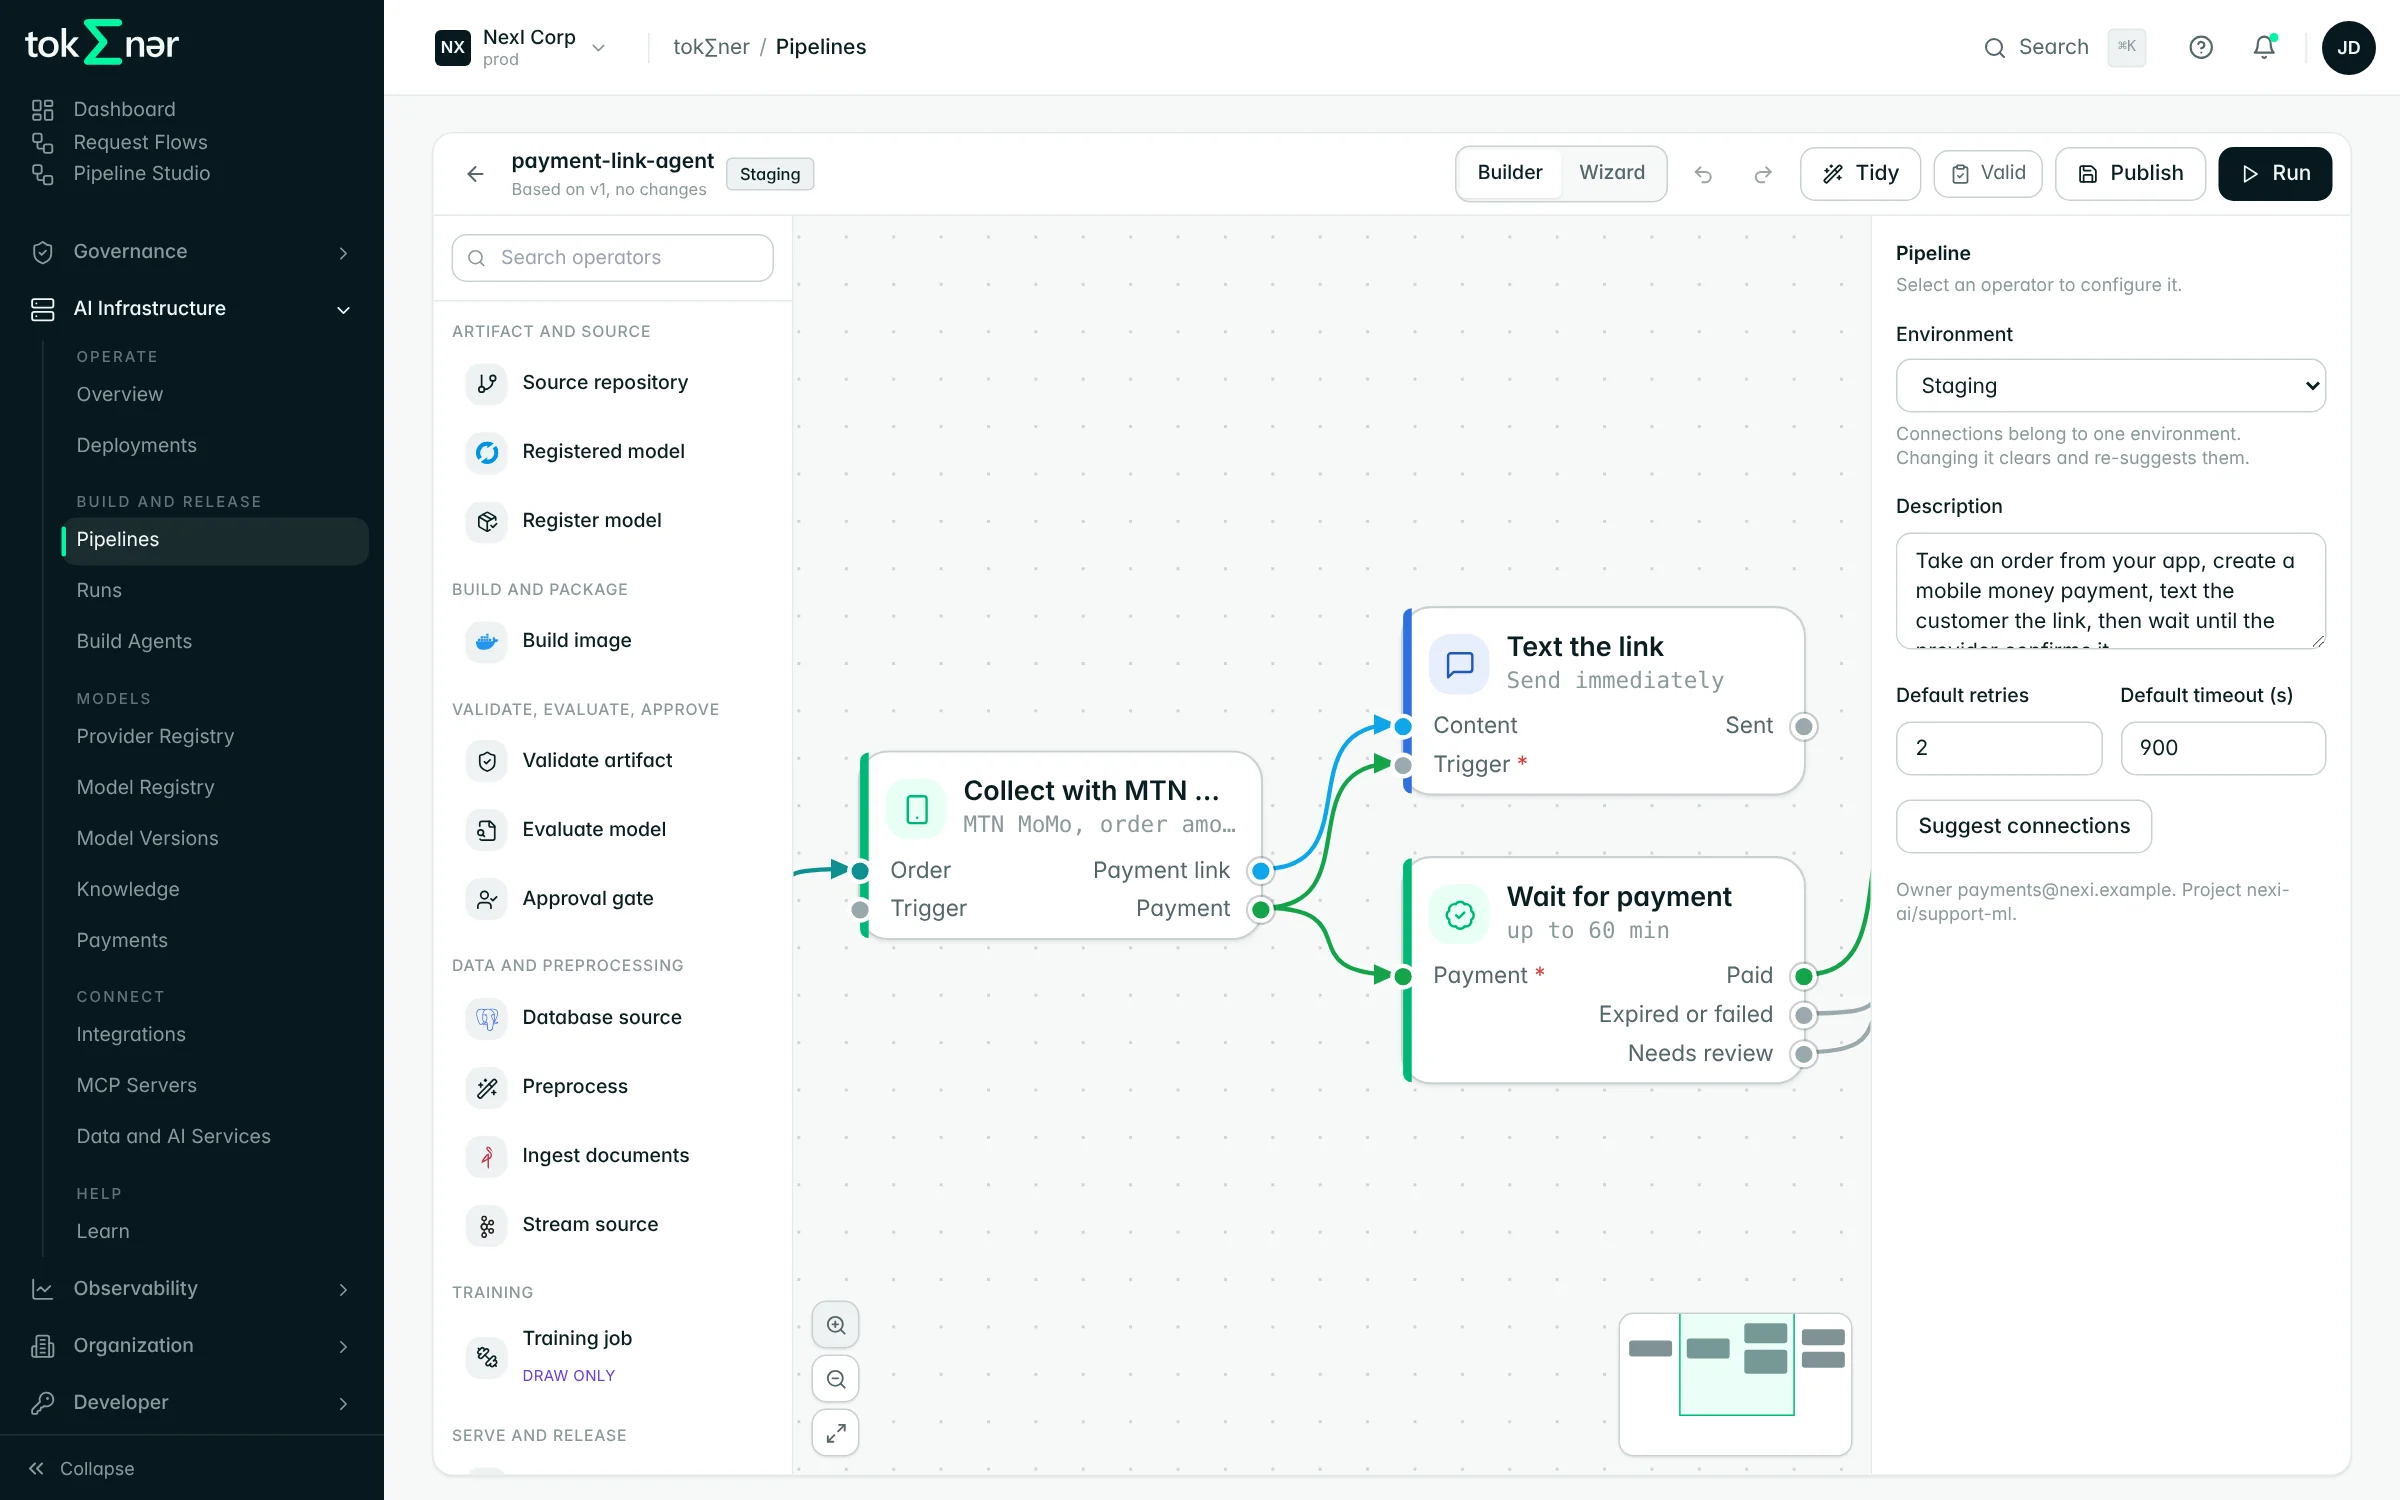 tok∑nər
Dashboard
Request Flows
Pipeline Studio
Governance
AI Infrastructure
OPERATE
Overview
Deployments
BUILD AND RELEASE
Pipelines
Runs
Build Agents
MODELS
Provider Registry
Model Registry
Model Versions
Knowledge
Payments
CONNECT
Integrations
MCP Servers
Data and AI Services
HELP
Learn
Observability
Organization
Developer
Collapse
NX
Nexl Corp
prod
tok∑ner / Pipelines
Search
⌘K
JD
payment-link-agent
Based on v1, no changes
Staging
Builder
Wizard
Tidy
Valid
Publish
Run
Search operators
ARTIFACT AND SOURCE
Source repository
Registered model
Register model
BUILD AND PACKAGE
Build image
VALIDATE, EVALUATE, APPROVE
Validate artifact
Evaluate model
Approval gate
DATA AND PREPROCESSING
Database source
Preprocess
Ingest documents
Stream source
TRAINING
Training job
DRAW ONLY
SERVE AND RELEASE
Collect with MTN ...
MTN MoMo, order amo…
Order
Payment link
Trigger
Payment
Text the link
Send immediately
Content
Sent
Trigger *
Wait for payment
up to 60 min
Payment *
Paid
Expired or failed
Needs review
Pipeline
Select an operator to configure it.
Environment
Staging
Connections belong to one environment.
Changing it clears and re-suggests them.
Description
Take an order from your app, create a
mobile money payment, text the
customer the link, then wait until the
provider confirms it
Default retries
Default timeout (s)
2
900
Suggest connections
Owner payments@nexi.example. Project nexi-
ai/support-ml.